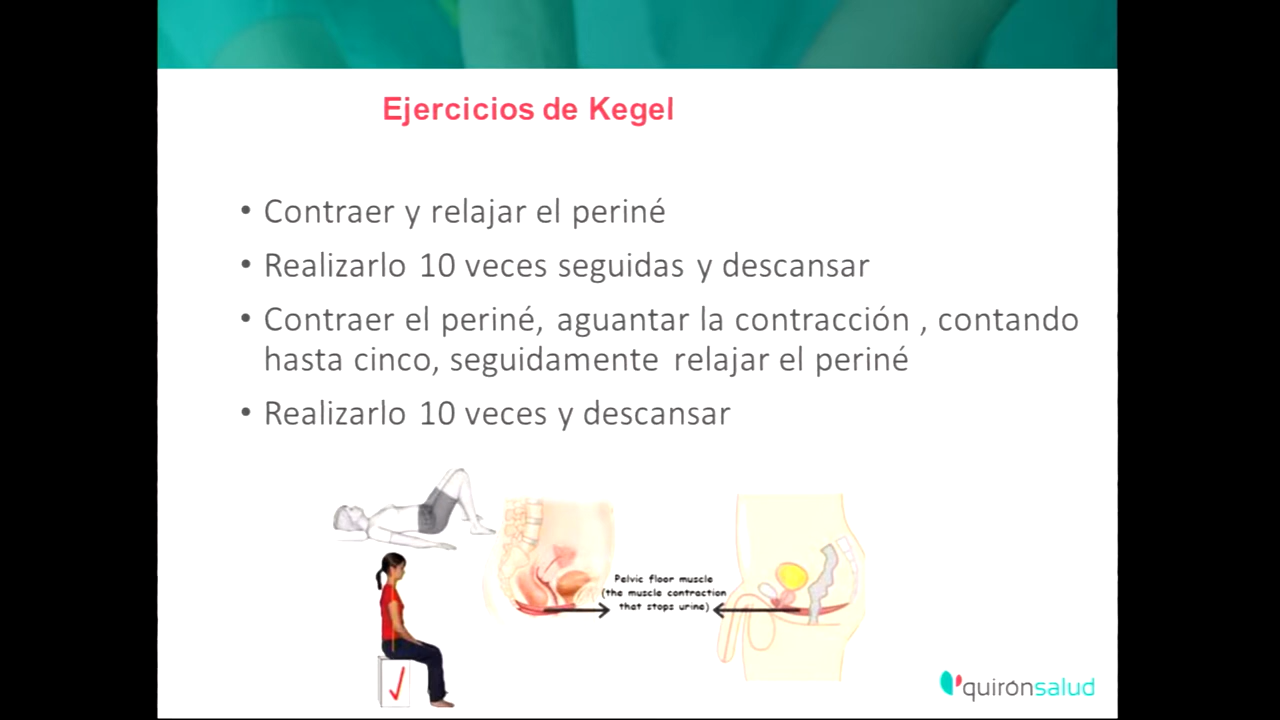 Ejercicios de Kegel
• Contraer y relajar el periné
• Realizarlo 10 veces seguidas y descansar
• Contraer el periné, aguantar la contracción , contando
hasta cinco, seguidamente relajar el periné
• Realizarlo 10 veces y descansar
Pelvic floor muscle
(the muscle contraction
that stops urine)
quirónsalud